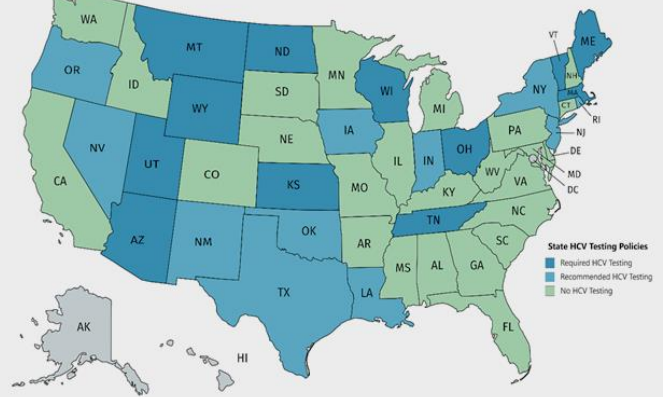 WA
MT
ND
VT
ME
OR
ID
MN
NH
SD
WI
NY
MA
WY
MI
CT
RI
IA
NE
PA
NJ
NV
OH
UT
IL
IN
DE
CO
WV
MD
CA
KS
MO
VA
DC
KY
NC
TN
AZ
NM
OK
AR
SC
State HCV Testing Policies
MS
AL
GA
Required HCV Testing
Recommended HCV Testing
TX
LA
No HCV Testing
AK
FL
HI